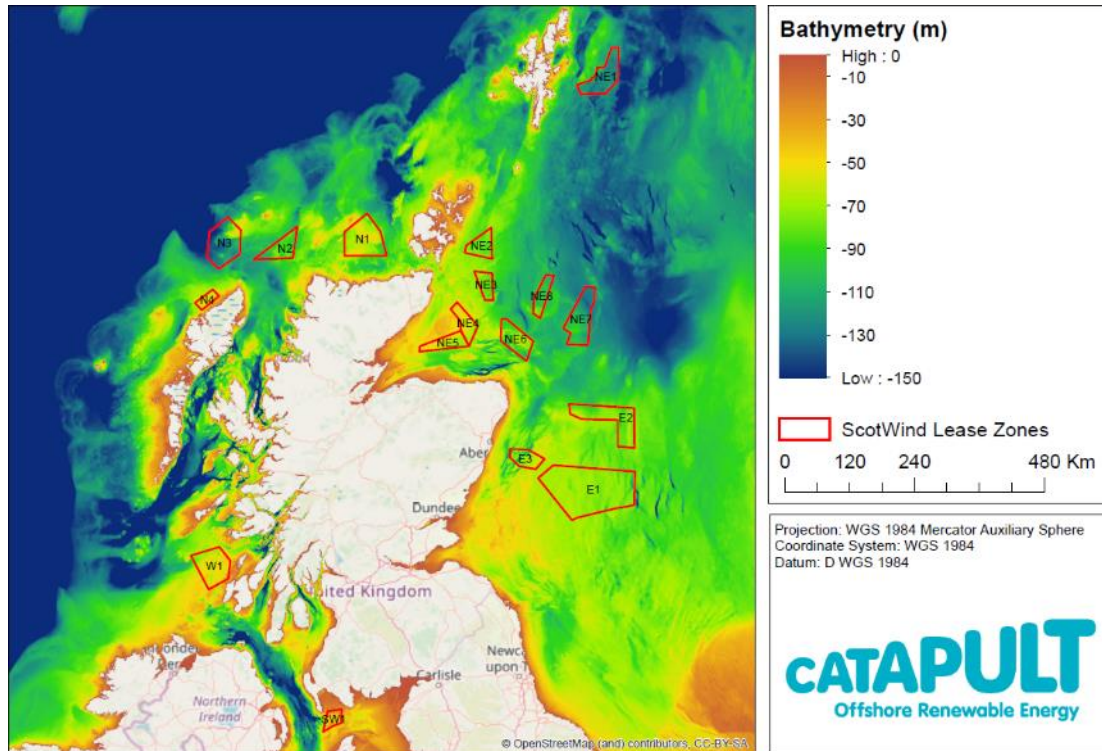 NE1
N3
N2
N1
NE2
NE3
N4
NE8
NE7
NE4
NE5
NE6
E2
Aber
E3
E1
Dundee
W1
United Kingdom
Newc
upon T
Carlisle
Northern
Ireland
SW1
© OpenStreetMap (and) contributors, CC-BY-SA
Bathymetry (m)
High : 0
-10
-30
-50
-70
-90
-110
-130
Low : -150
ScotWind Lease Zones
0 120 240 480 Km
Projection: WGS 1984 Mercator Auxiliary Sphere
Coordinate System: WGS 1984
Datum: D WGS 1984
CATAPULT
Offshore Renewable Energy